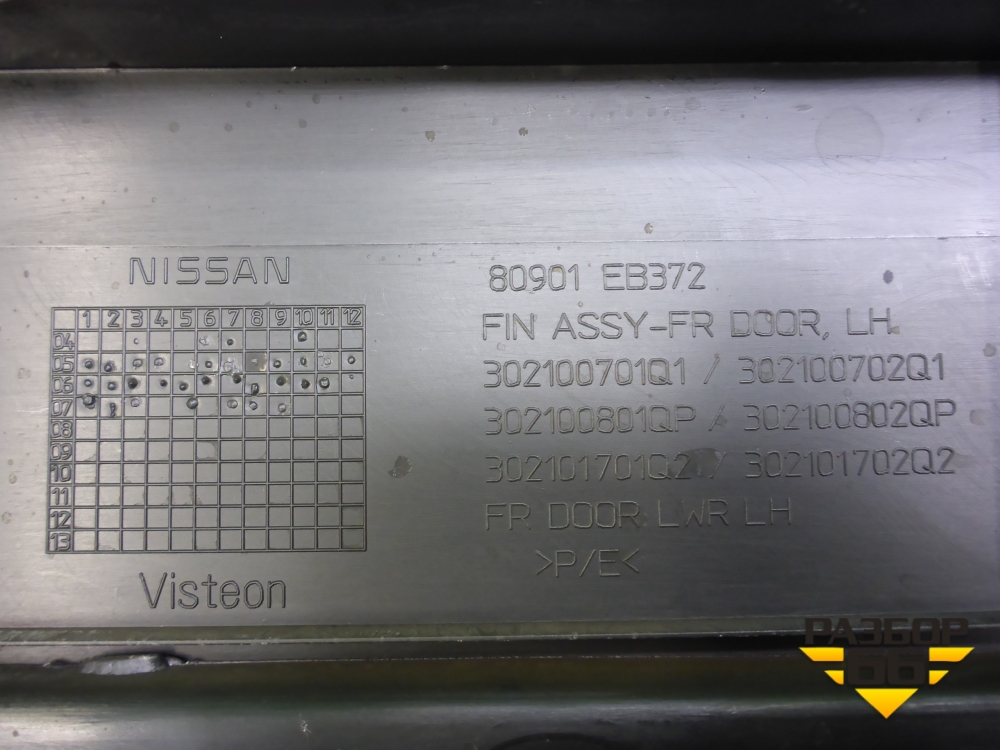 NISSAN
1 2 3 4 5 6 7 8 9 10 11 12
04
05
06
07
08
09
10
11
12
13
Visteon
80901 EB372
FIN ASSY-FR DOOR, LH.
302100701Q1 / 302100702Q1
302100801QP / 302100802QP
302101701Q2 / 302101702Q2
FR DOOR LWR LH
>P/E<
РАЗБОР
66